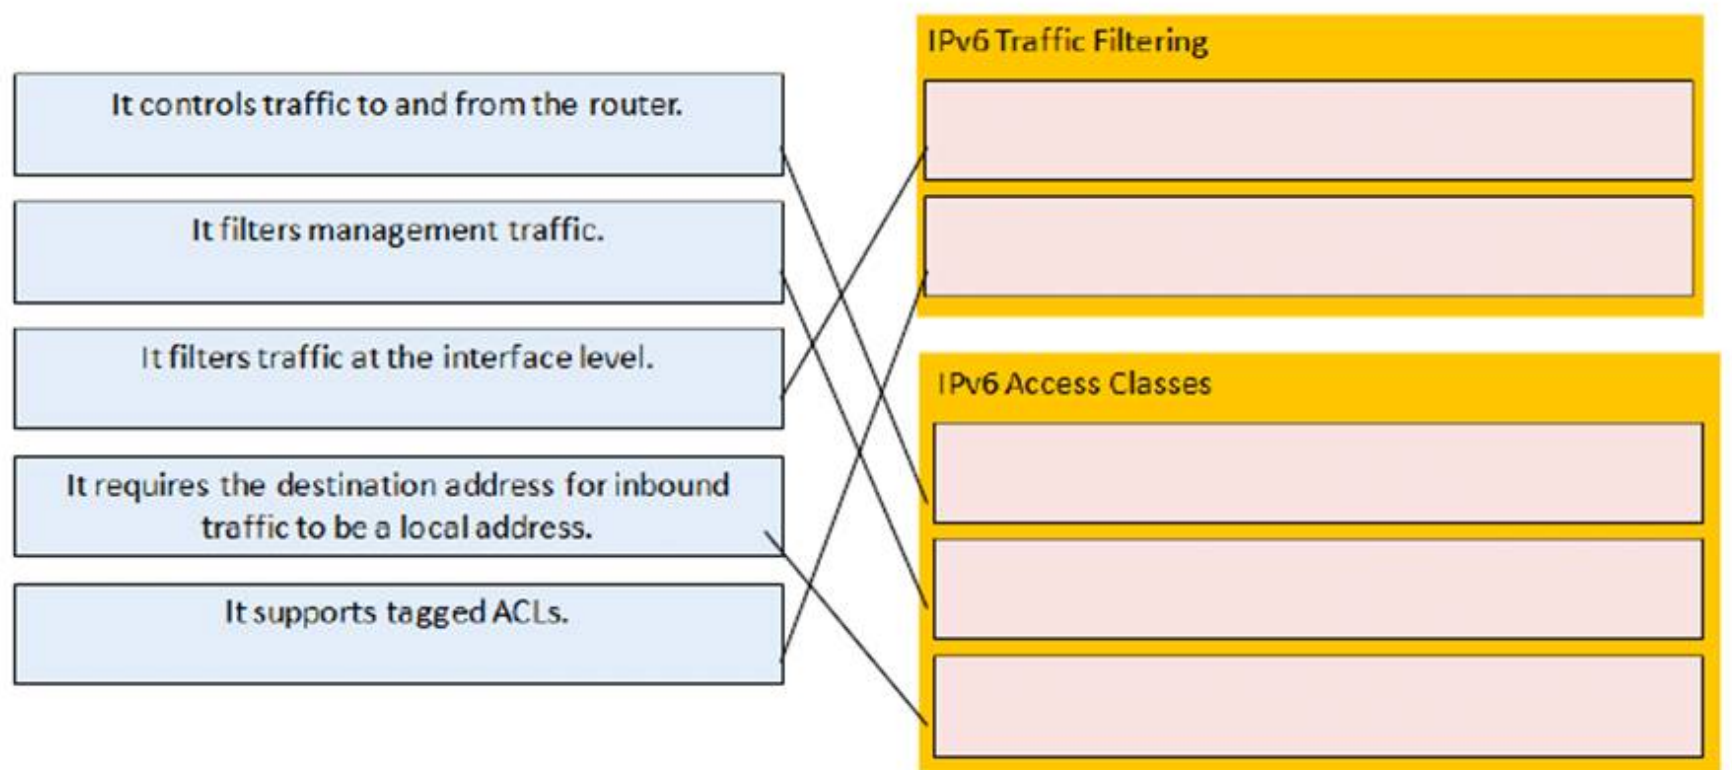 It controls traffic to and from the router.
It filters management traffic.
It filters traffic at the interface level.
It requires the destination address for inbound
traffic to be a local address.
It supports tagged ACLs.
IPv6 Traffic Filtering
IPv6 Access Classes